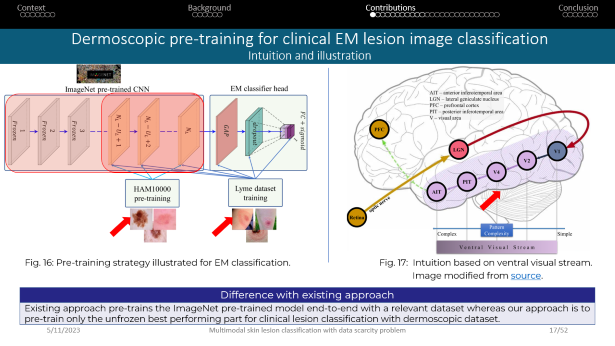 Context
Background
Contributions
Conclusion
Dermoscopic pre-training for clinical EM lesion image classification
Intuition and illustration
ImageNet pre-trained CNN
EM classifier head
Frozen
1
Frozen
2
Frozen
3
GAP
dropout
FC + sigmoid
HAM10000
pre-training
Lyme dataset
training
AIT – anterior inferotemporal area
LGN – lateral geniculate nucleus
PFC – prefrontal cortex
PIT – posterior inferotemporal area
V – visual area
PFC
LGN
V1
V2
V4
PIT
AIT
Retina
optic nerve
Complex
Pattern
Complexity
Simple
Ventral Visual Stream
Fig. 16: Pre-training strategy illustrated for EM classification.
Fig. 17: Intuition based on ventral visual stream.
Image modified from source.
Difference with existing approach
Existing approach pre-trains the ImageNet pre-trained model end-to-end with a relevant dataset whereas our approach is to
pre-train only the unfrozen best performing part for clinical lesion classification with dermoscopic dataset.
5/11/2023
Multimodal skin lesion classification with data scarcity problem
17/52